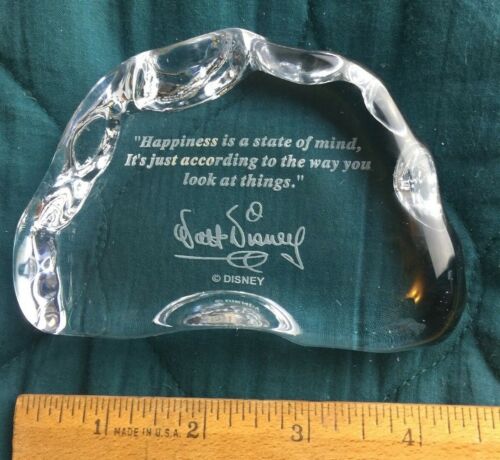 "Happiness is a state of mind,
It's just according to the way you
look at things."
Walt Disney
© DISNEY
1 MADE IN U.S.A. 2 3 4